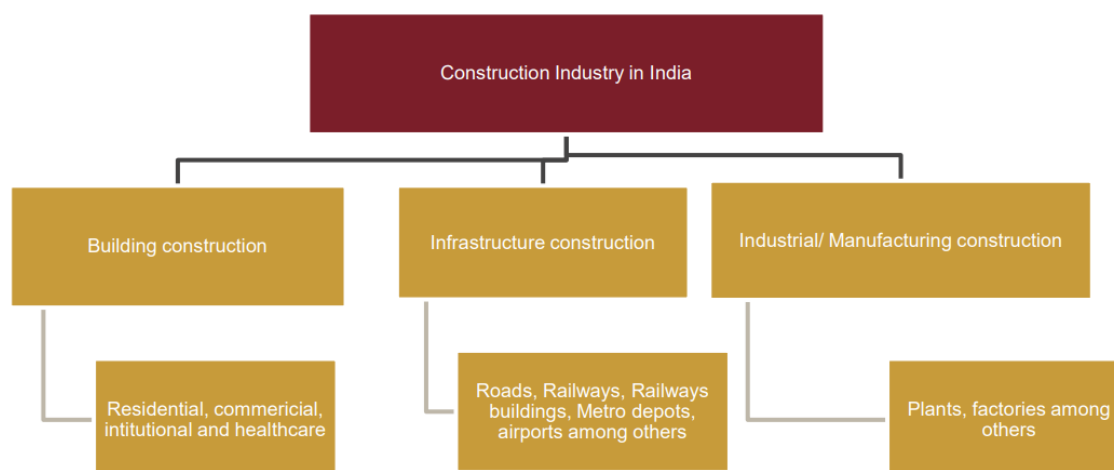 Construction Industry in India
Building construction
Infrastructure construction
Industrial/ Manufacturing construction
Residential, commericial,
intitutional and healthcare
Roads, Railways, Railways
buildings, Metro depots,
airports among others
Plants, factories among
others